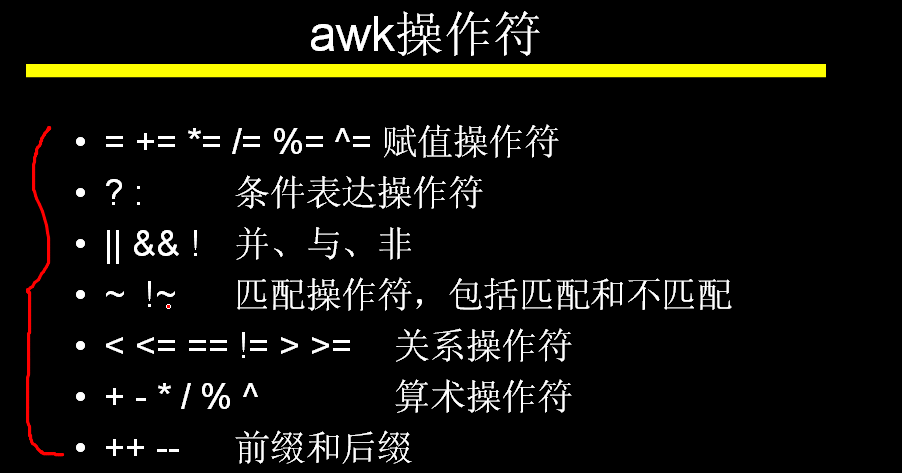 awk操作符
• = += *= /= %= ^= 赋值操作符
• ? : 条件表达操作符
• || && ! 并、与、非
• ~ !~ 匹配操作符，包括匹配和不匹配
• < <= == != > >= 关系操作符
• + - * / % ^ 算术操作符
• ++ -- 前缀和后缀